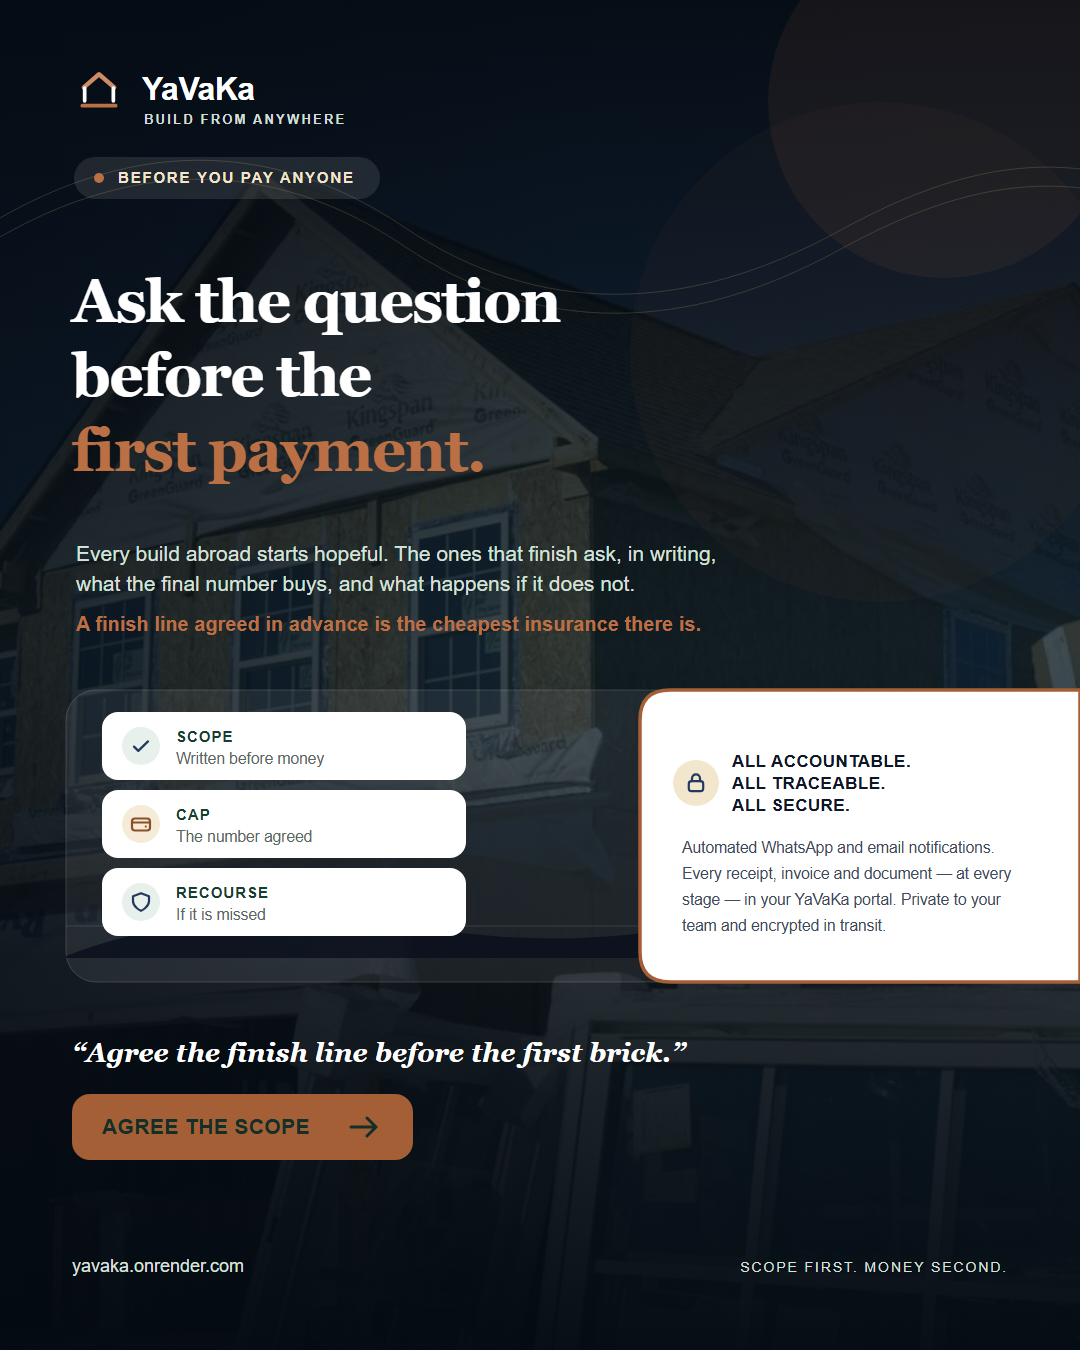 YaVaKa
BUILD FROM ANYWHERE
BEFORE YOU PAY ANYONE
Ask the question
before the
first payment.
Every build abroad starts hopeful. The ones that finish ask, in writing,
what the final number buys, and what happens if it does not.
A finish line agreed in advance is the cheapest insurance there is.
SCOPE
Written before money
CAP
The number agreed
RECOURSE
If it is missed
ALL ACCOUNTABLE.
ALL TRACEABLE.
ALL SECURE.
Automated WhatsApp and email notifications.
Every receipt, invoice and document — at every
stage — in your YaVaKa portal. Private to your
team and encrypted in transit.
“Agree the finish line before the first brick.”
AGREE THE SCOPE
yavaka.onrender.com
SCOPE FIRST. MONEY SECOND.
Kingspan
GreenGuard
Kingspan
GreenGuard